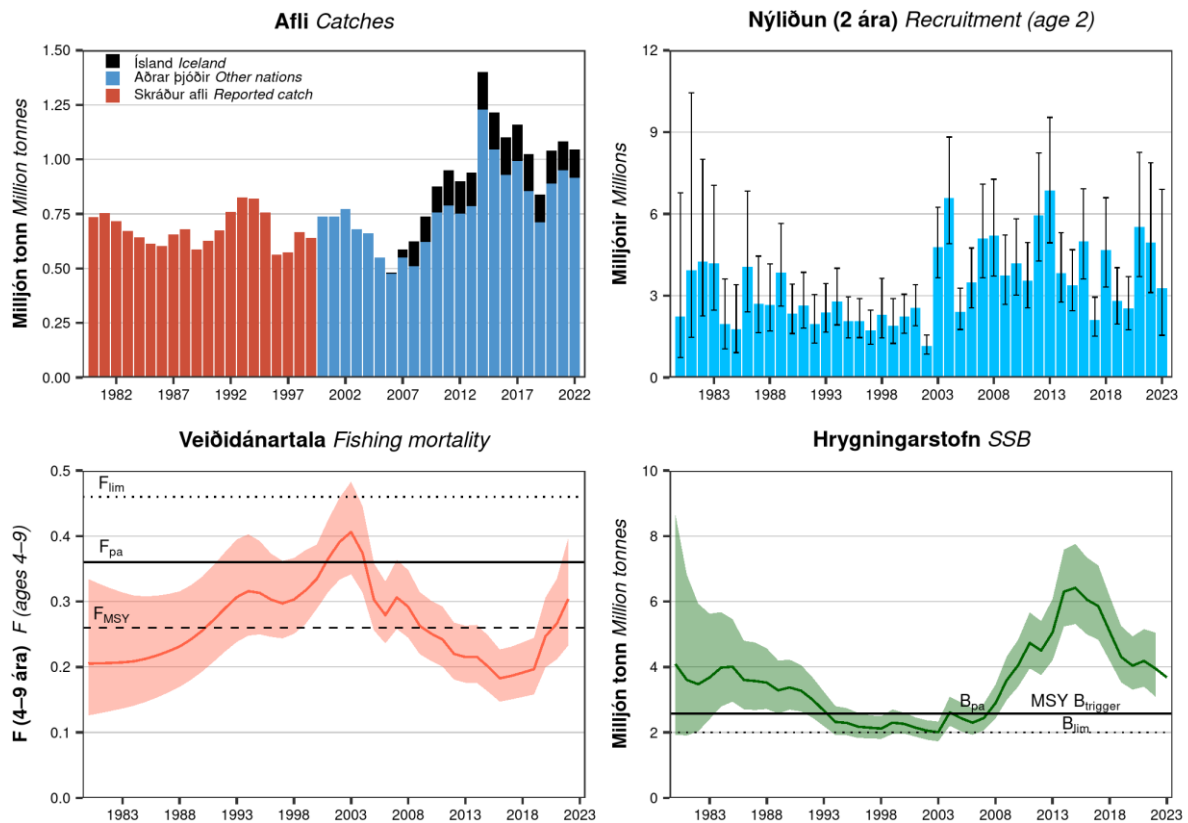 Afli Catches
Milljón tonn Million tonnes
1.50
1.25
1.00
0.75
0.50
0.25
0.00
Ísland Iceland
Aðrar þjóðir Other nations
Skráður afli Reported catch
1982 1987 1992 1997 2002 2007 2012 2017 2022
Nýliðun (2 ára) Recruitment (age 2)
Milljónir Millions
12
9
6
3
0
1983 1988 1993 1998 2003 2008 2013 2018 2023
Veiðidánartala Fishing mortality
F (4–9 ára) F (ages 4–9)
0.5
0.4
0.3
0.2
0.1
0.0
Flim
Fpa
FMSY
1983 1988 1993 1998 2003 2008 2013 2018 2023
Hrygningarstofn SSB
Milljón tonn Million tonnes
10
8
6
4
2
0
Bpa MSY Btrigger
Blim
1983 1988 1993 1998 2003 2008 2013 2018 2023